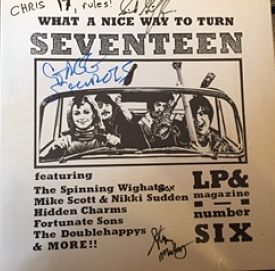 CHRIS 17, rules!
WHAT A NICE WAY TO TURN
SEVENTEEN
featuring
The Spinning Wighats
Mike Scott & Nikki Sudden
Hidden Charms
Fortunate Sons
The Doublehappys
& MORE!!
LP&
magazine
number
SIX